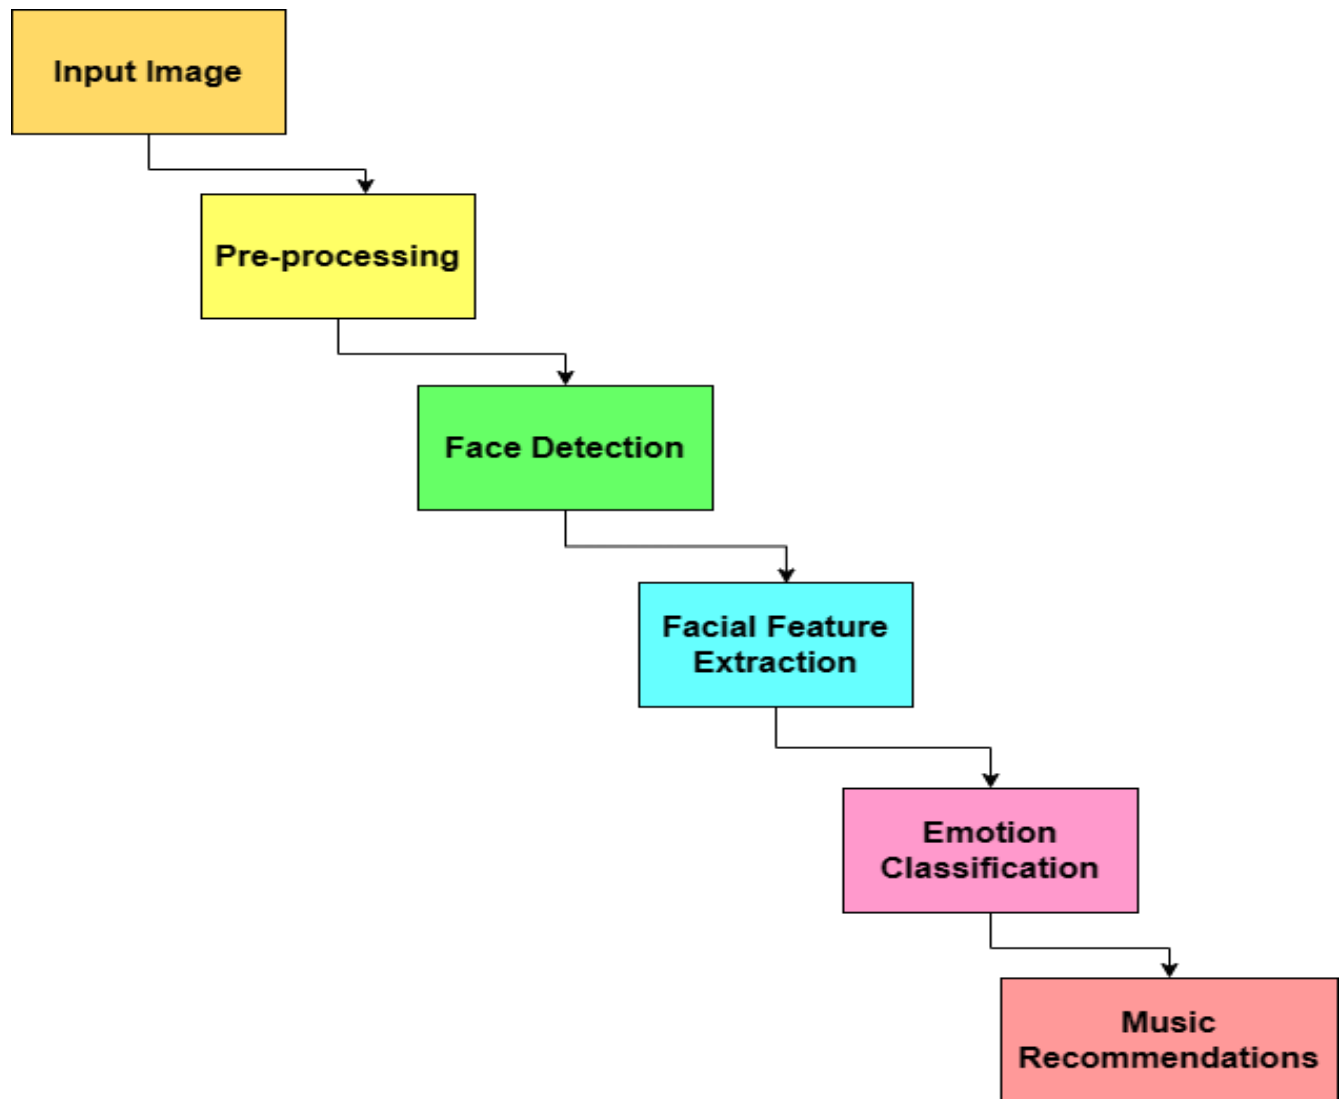 Input Image
Pre-processing
Face Detection
Facial Feature
Extraction
Emotion
Classification
Music
Recommendations